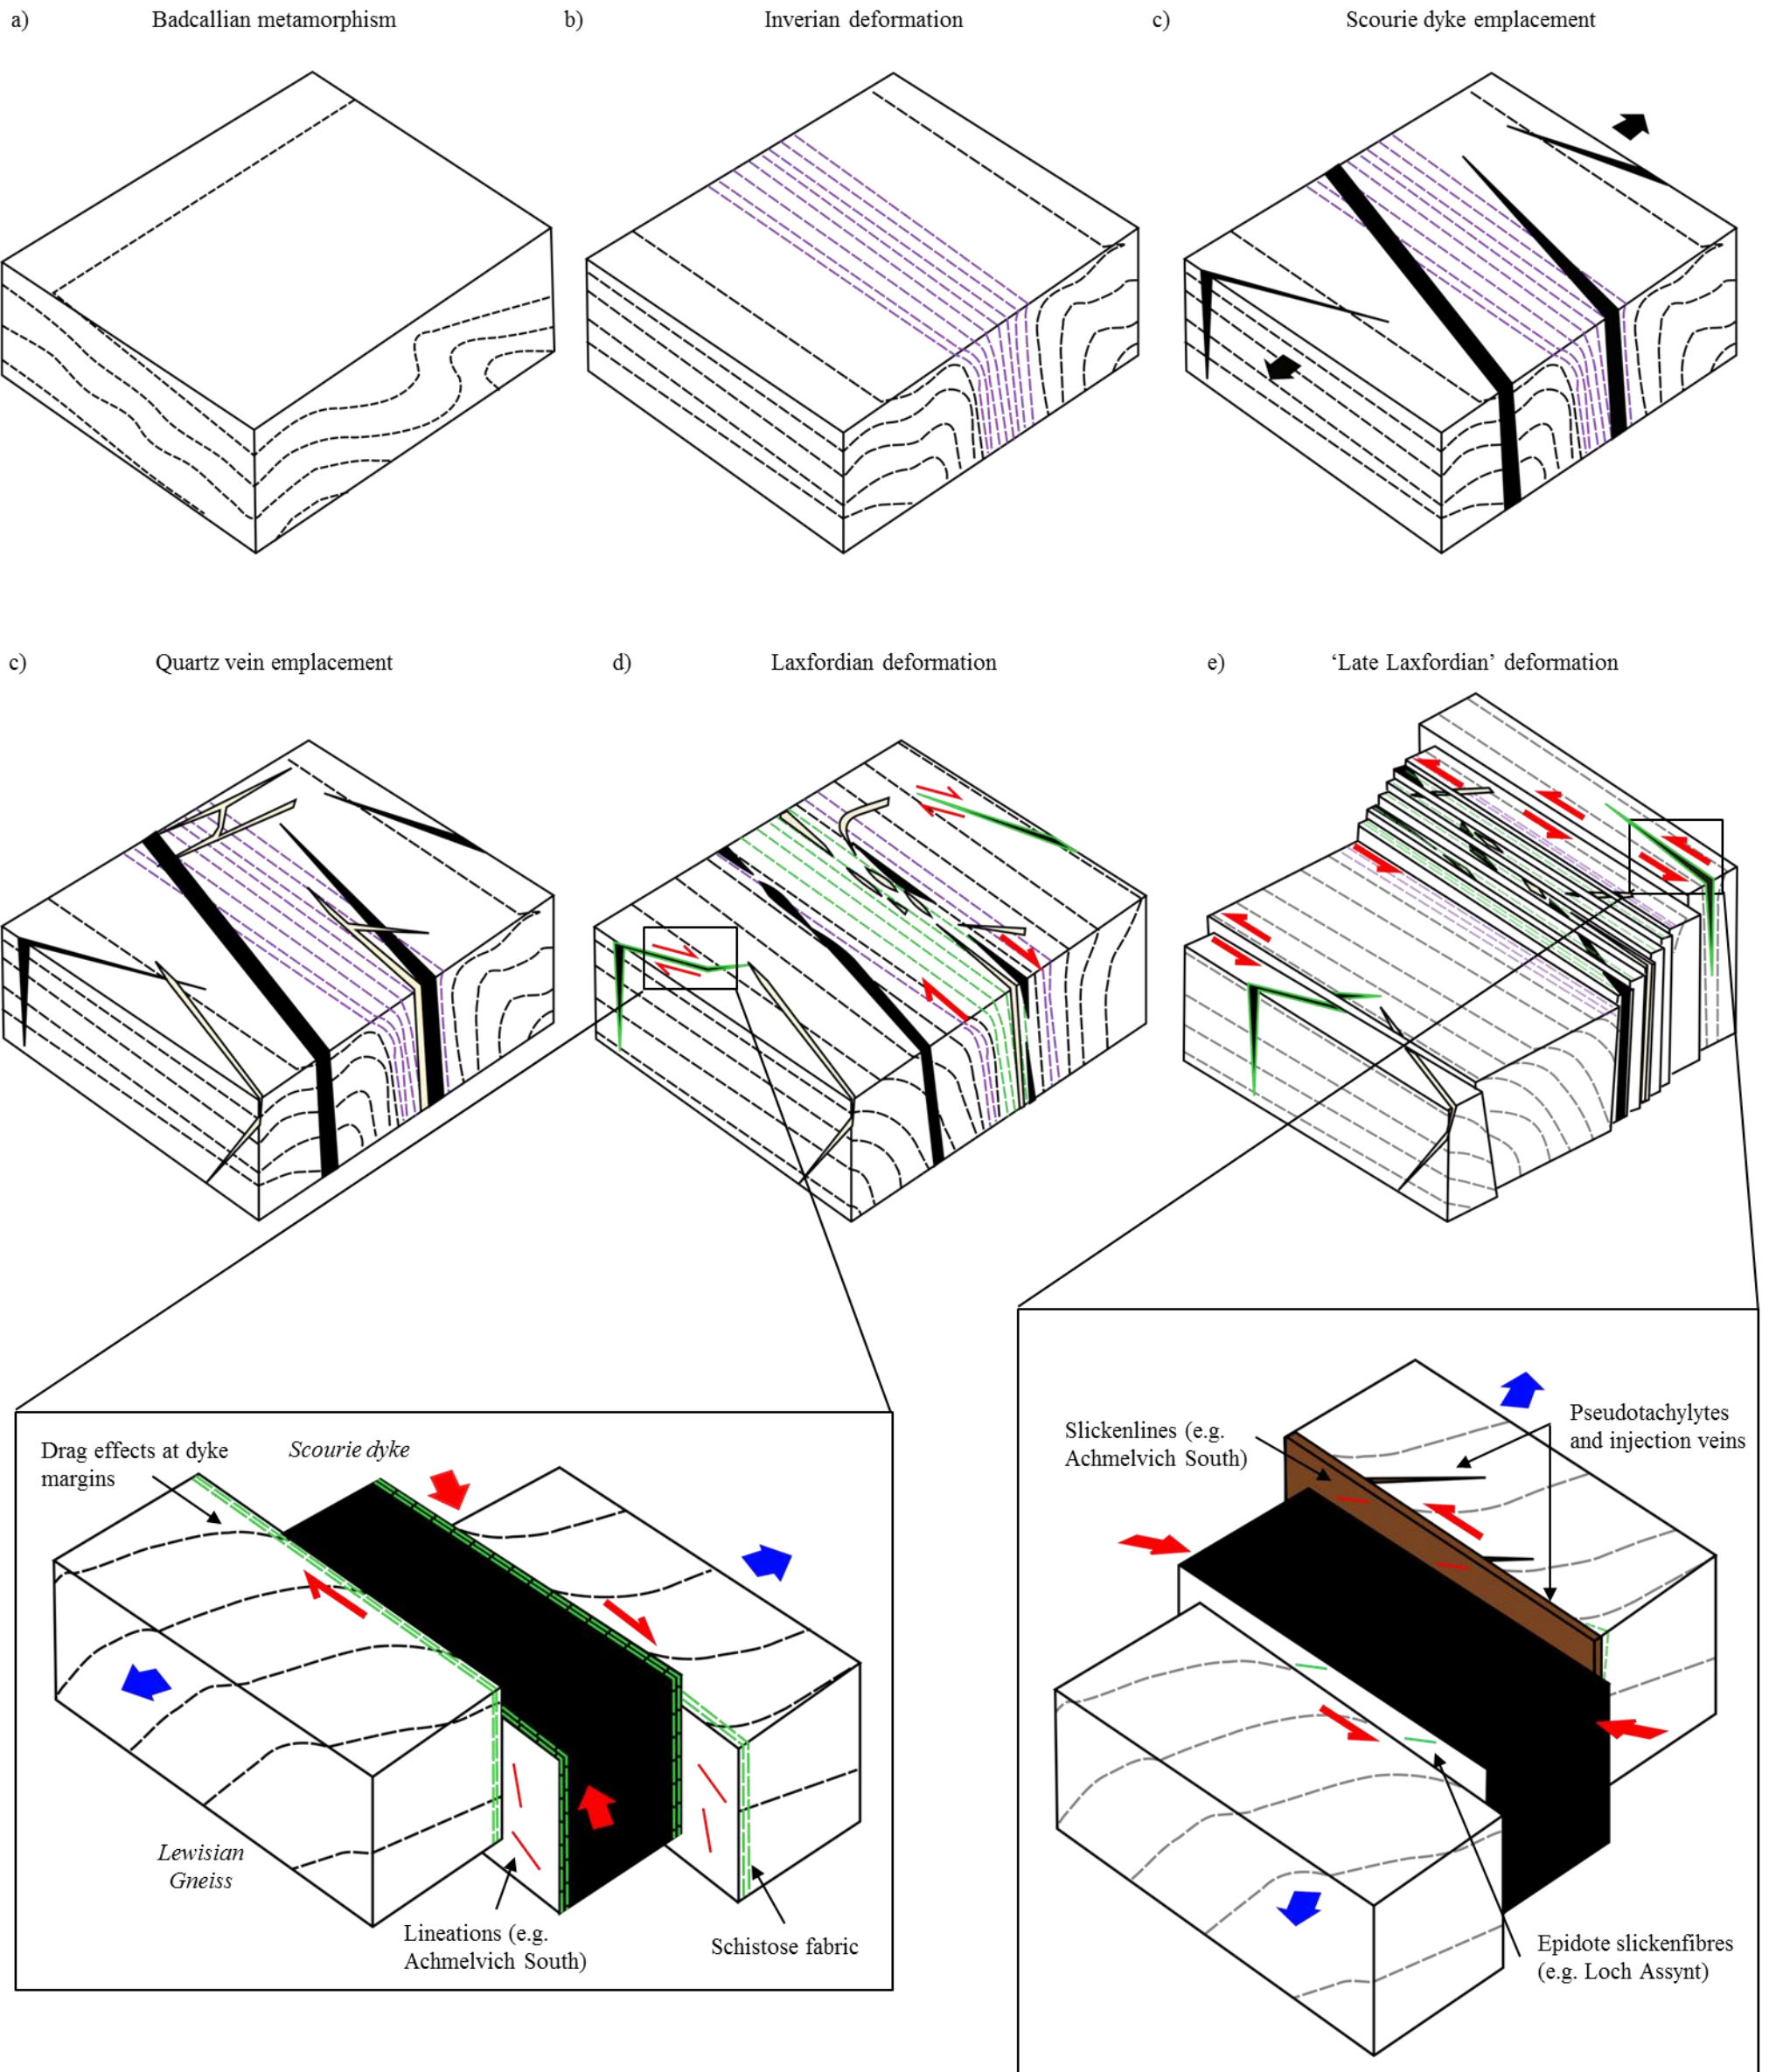 a)
Badcallian metamorphism
b)
Inverian deformation
c)
Scourie dyke emplacement
c)
Quartz vein emplacement
d)
Laxfordian deformation
e)
‘Late Laxfordian’ deformation
Drag effects at dyke
margins
Scourie dyke
Lewisian
Gneiss
Lineations (e.g.
Achmelvich South)
Schistose fabric
Slickenlines (e.g.
Achmelvich South)
Pseudotachylytes
and injection veins
Epidote slickenfibres
(e.g. Loch Assynt)